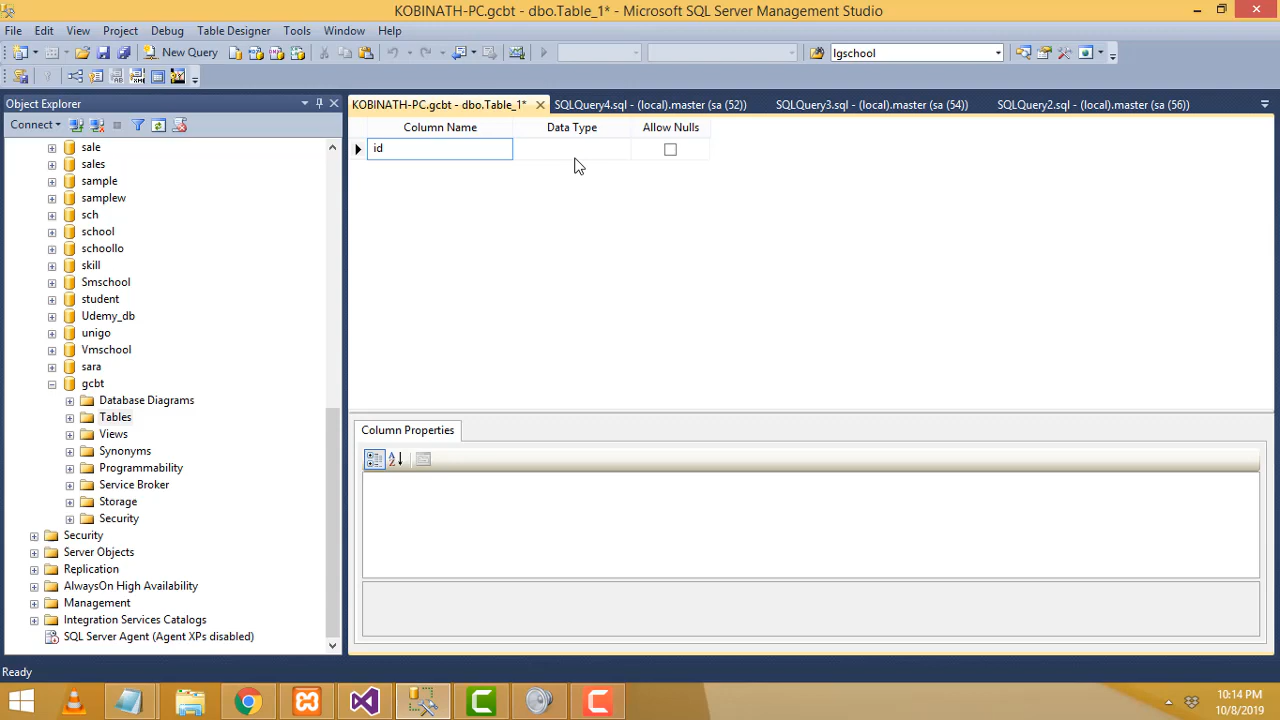 KOBINATH-PC.gcbt - dbo.Table_1* - Microsoft SQL Server Management Studio
File Edit View Project Debug Table Designer Tools Window Help
New Query lgschool
Object Explorer
KOBINATH-PC.gcbt - dbo.Table_1* SQLQuery4.sql - (local).master (sa (52)) SQLQuery3.sql - (local).master (sa (54)) SQLQuery2.sql - (local).master (sa (56))
Connect
Column Name Data Type Allow Nulls
id
sale
sales
sample
samplew
sch
school
schoollo
skill
Smschool
student
Udemy_db
unigo
Vmschool
sara
gcbt
Database Diagrams
Tables
Views
Synonyms
Programmability
Service Broker
Storage
Security
Security
Server Objects
Replication
AlwaysOn High Availability
Management
Integration Services Catalogs
SQL Server Agent (Agent XPs disabled)
Column Properties
Ready
10:14 PM
10/8/2019